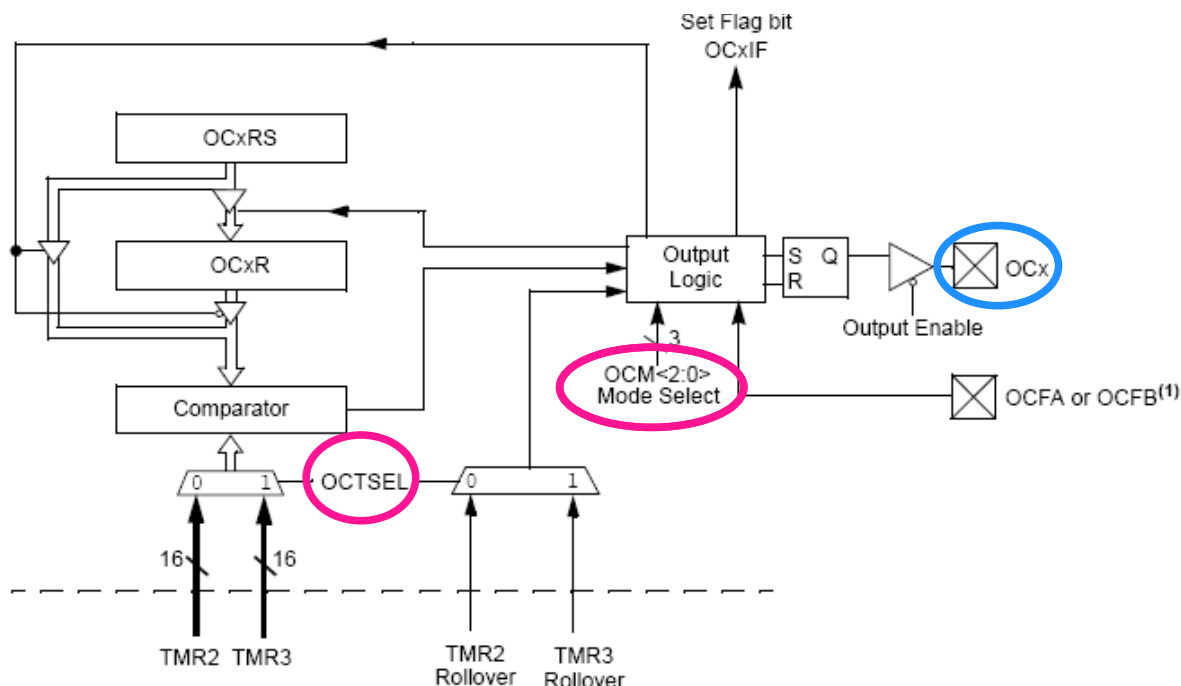 Set Flag bit
OCxIF
OCxRS
OCxR
Output
Logic
S Q
R
OCx
Output Enable
3
OCM<2:0>
Mode Select
OCFA or OCFB(1)
Comparator
0 1
OCTSEL
0 1
16
16
TMR2
TMR3
TMR2
Rollover
TMR3
Rollover